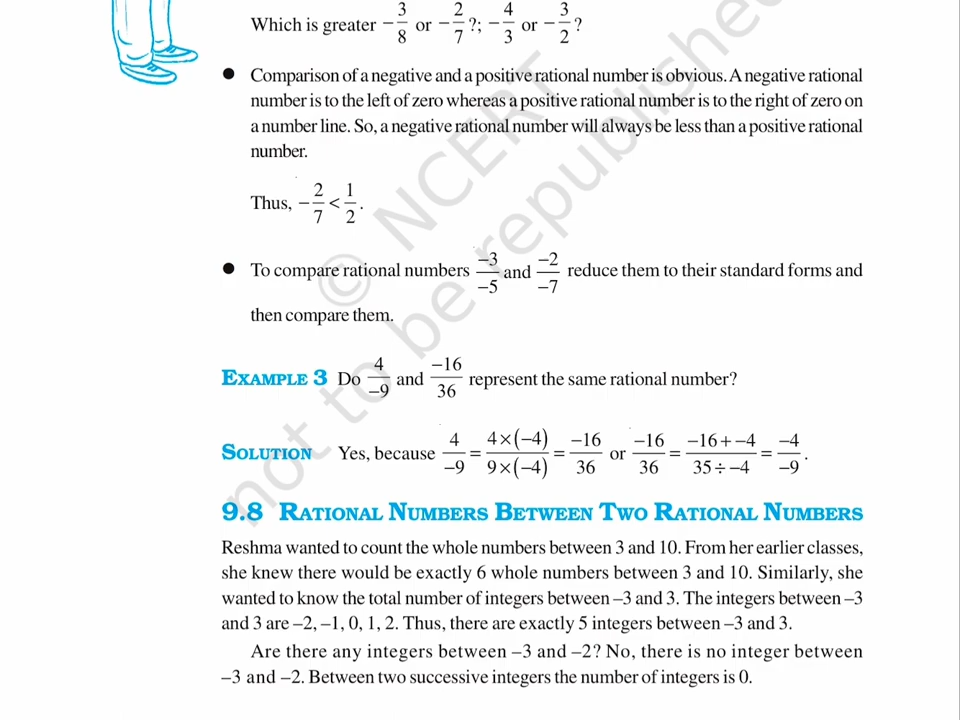 Which is greater −3/8 or −2/7 ?; −4/3 or −3/2 ?
● Comparison of a negative and a positive rational number is obvious. A negative rational
number is to the left of zero whereas a positive rational number is to the right of zero on
a number line. So, a negative rational number will always be less than a positive rational
number.
Thus, −2/7 < 1/2 .
● To compare rational numbers −3/−5 and −2/−7 reduce them to their standard forms and
then compare them.
EXAMPLE 3 Do 4/−9 and −16/36 represent the same rational number?
SOLUTION Yes, because 4/−9 = 4×(−4)/9×(−4) = −16/36 or −16/36 = −16+−4/35÷−4 = −4/−9 .
9.8 RATIONAL NUMBERS BETWEEN TWO RATIONAL NUMBERS
Reshma wanted to count the whole numbers between 3 and 10. From her earlier classes,
she knew there would be exactly 6 whole numbers between 3 and 10. Similarly, she
wanted to know the total number of integers between –3 and 3. The integers between –3
and 3 are –2, –1, 0, 1, 2. Thus, there are exactly 5 integers between –3 and 3.
Are there any integers between –3 and –2? No, there is no integer between
–3 and –2. Between two successive integers the number of integers is 0.
© NCERT
not to be republished